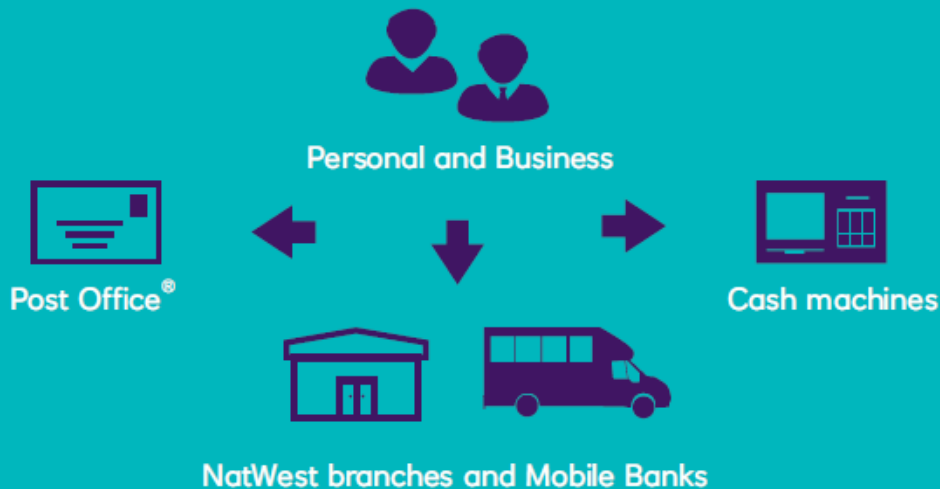 Personal and Business
Post Office®
Cash machines
NatWest branches and Mobile Banks